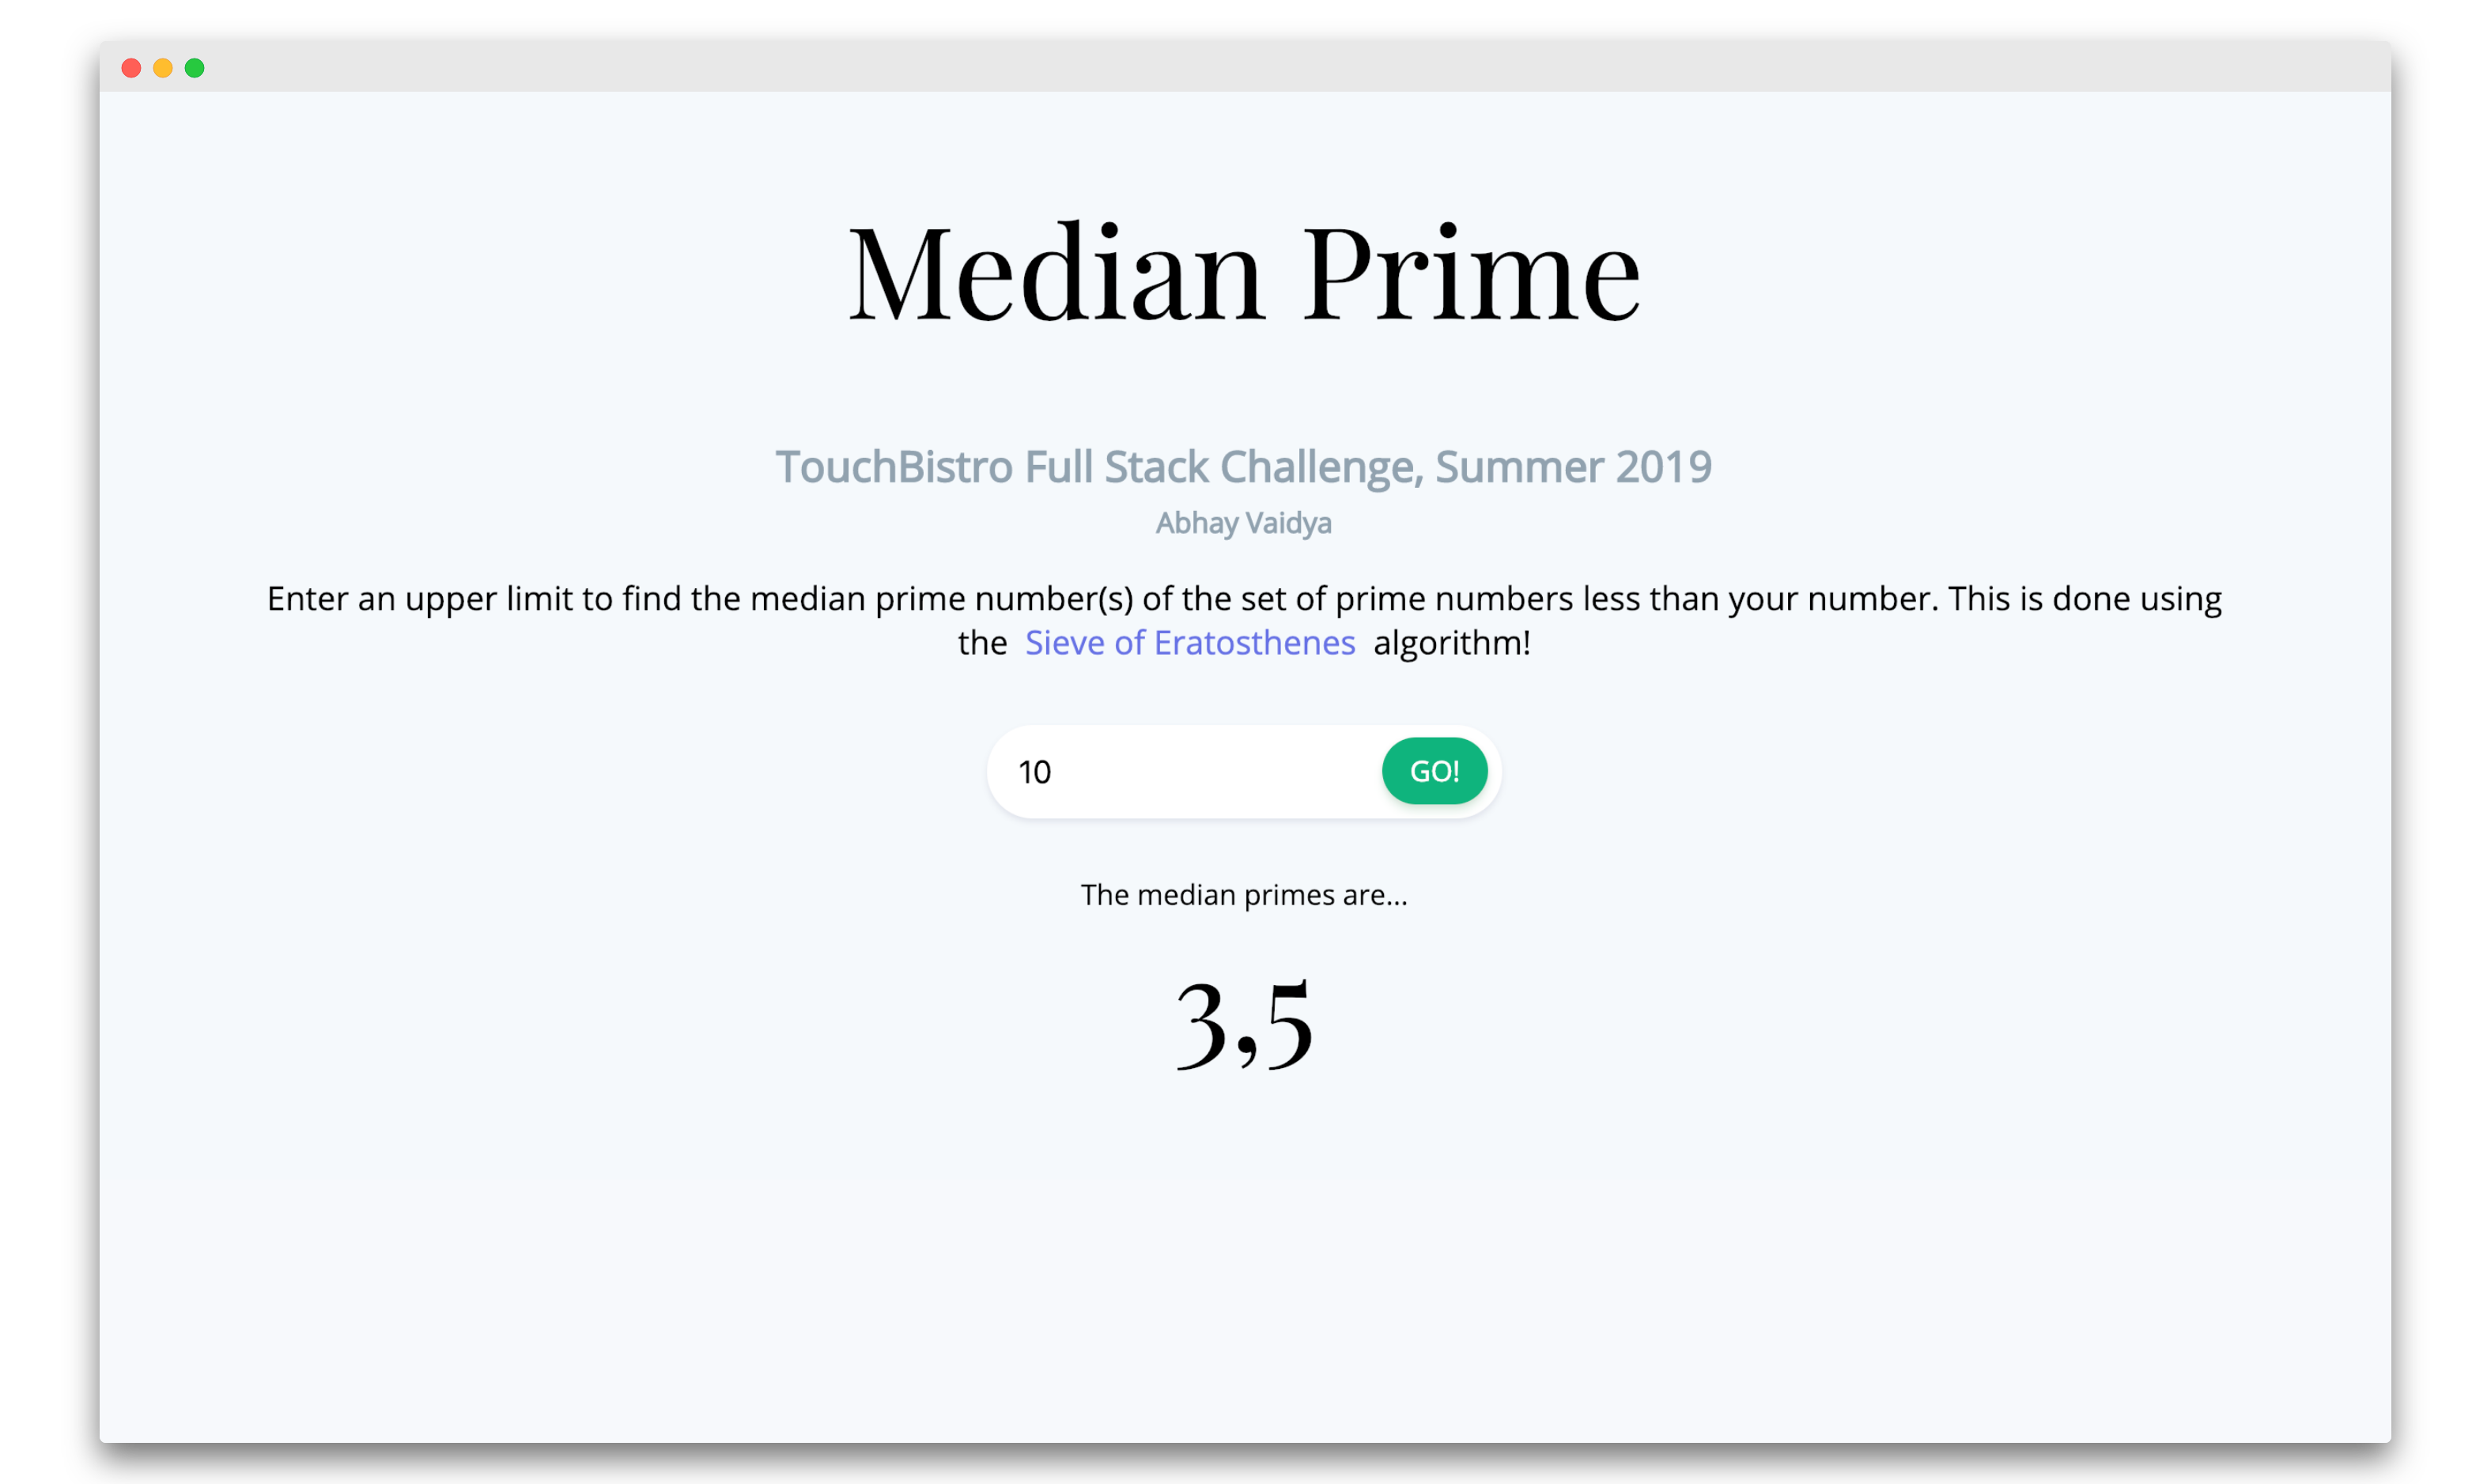 Median Prime
TouchBistro Full Stack Challenge, Summer 2019
Abhay Vaidya
Enter an upper limit to find the median prime number(s) of the set of prime numbers less than your number. This is done using
the Sieve of Eratosthenes algorithm!
10 GO!
The median primes are...
3,5